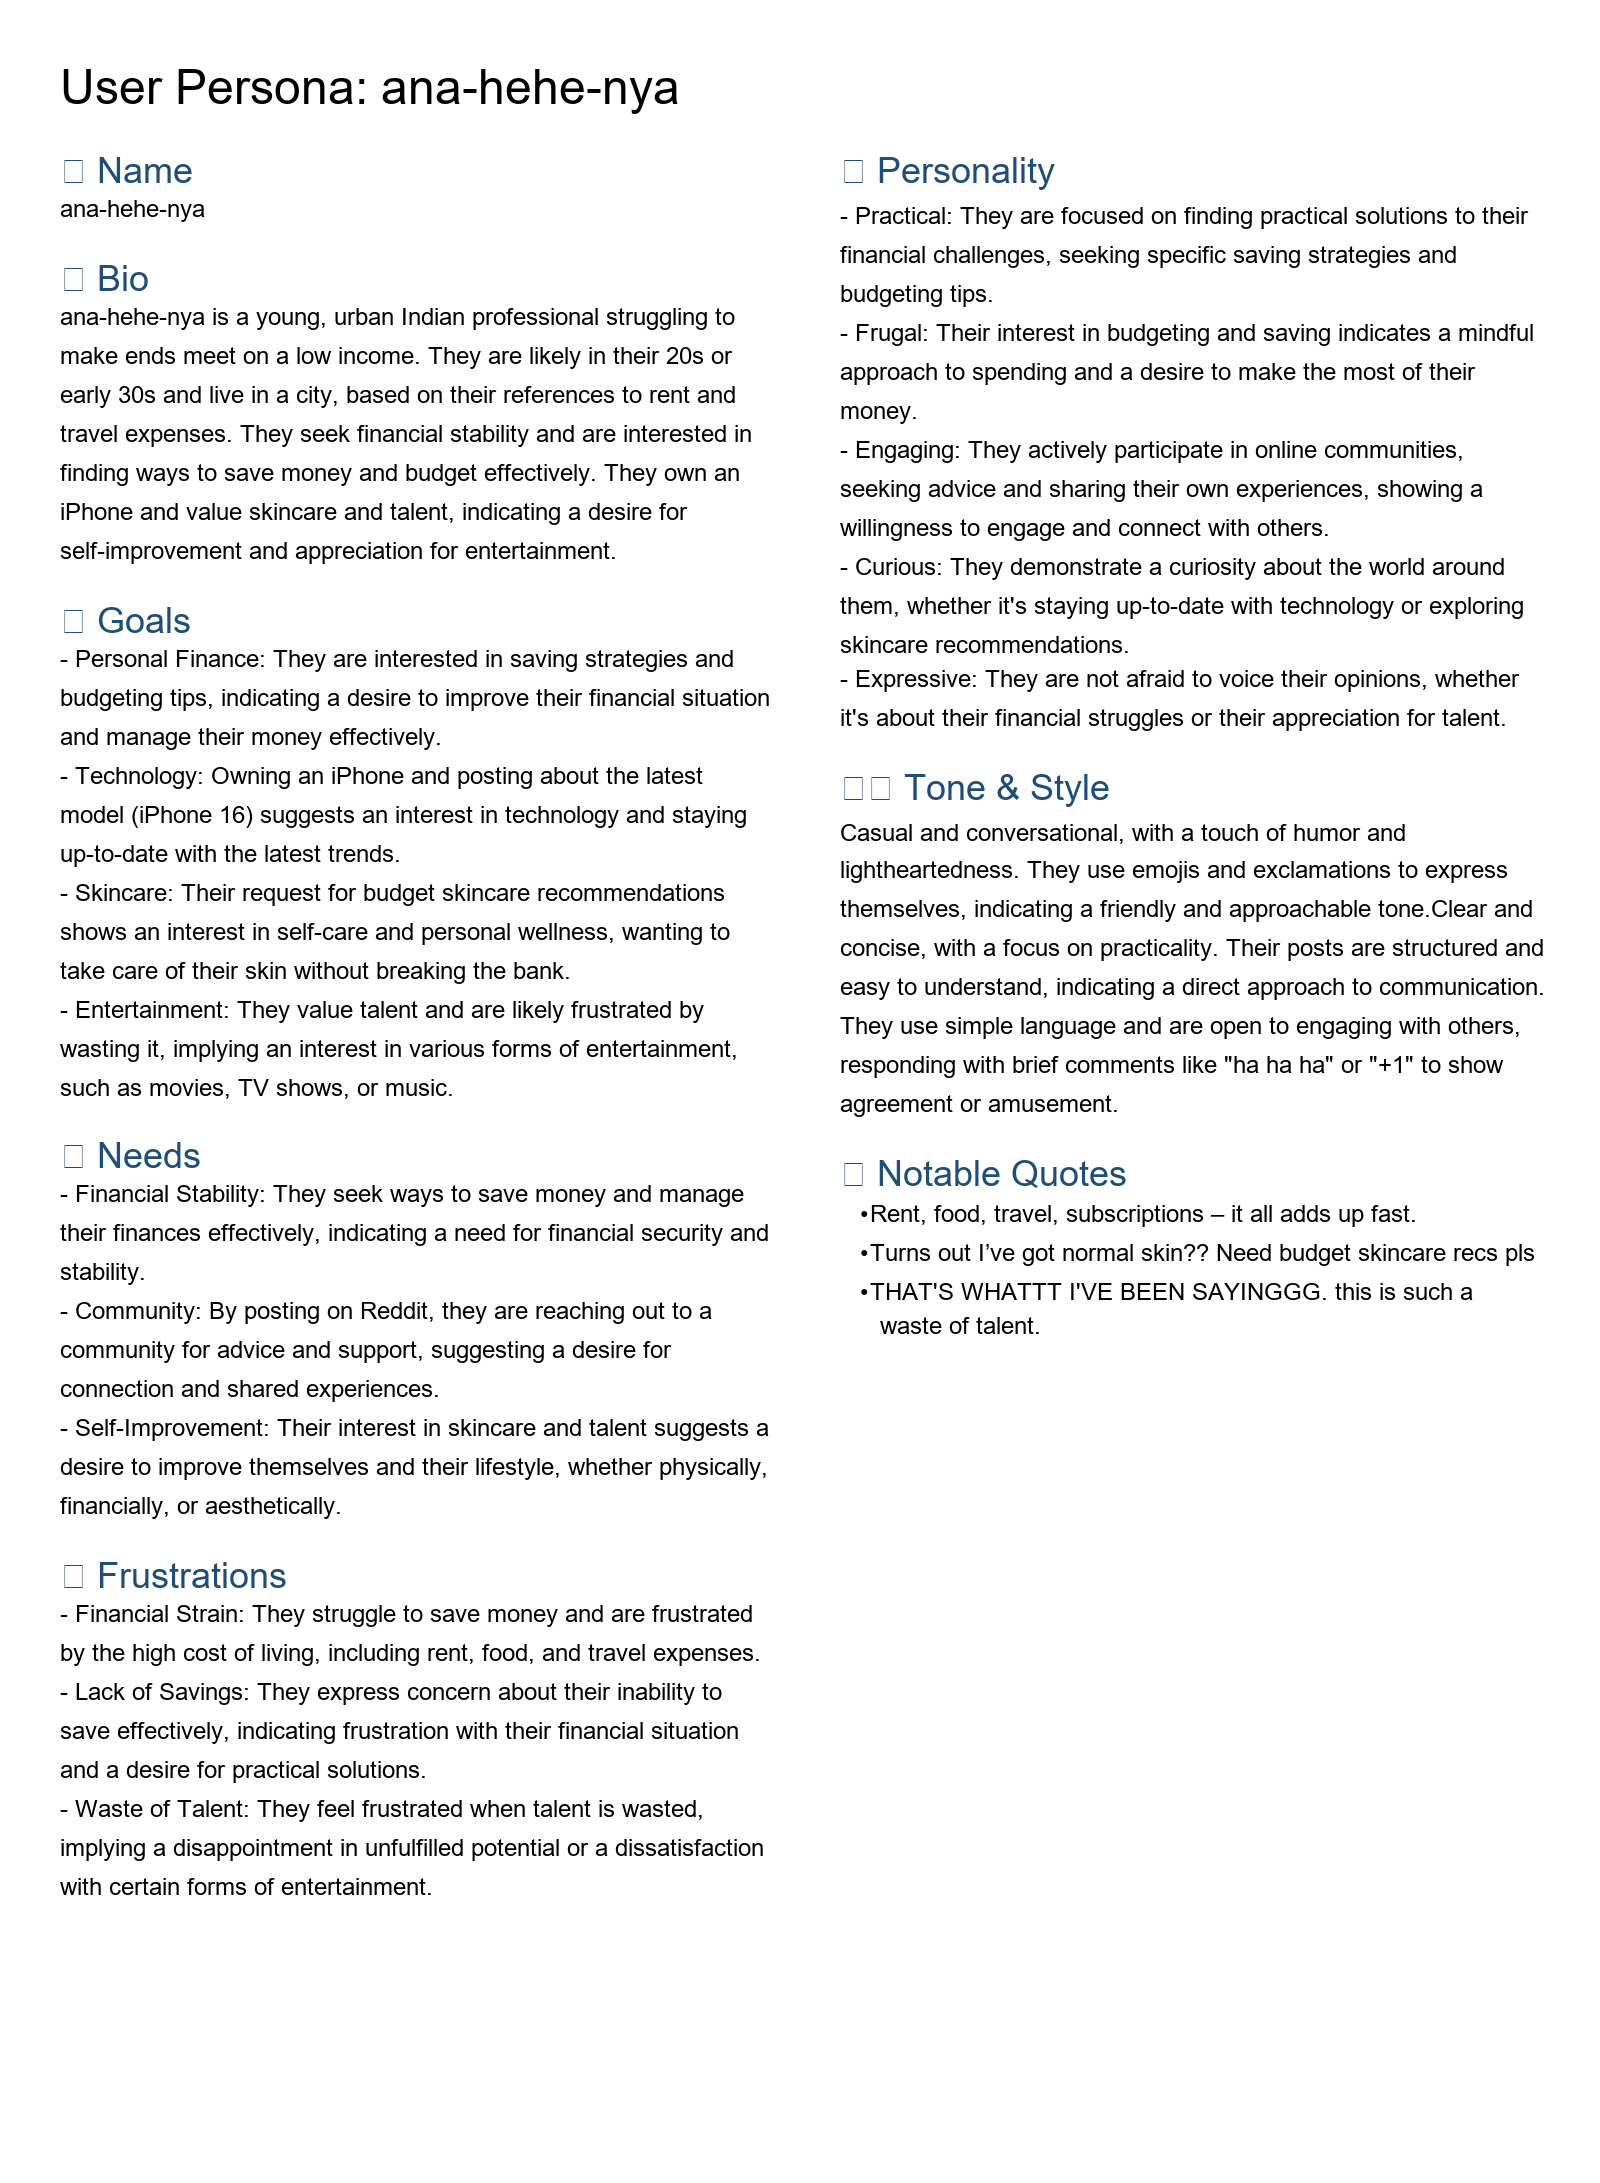 User Persona: ana-hehe-nya
Name
ana-hehe-nya
Bio
ana-hehe-nya is a young, urban Indian professional struggling to
make ends meet on a low income. They are likely in their 20s or
early 30s and live in a city, based on their references to rent and
travel expenses. They seek financial stability and are interested in
finding ways to save money and budget effectively. They own an
iPhone and value skincare and talent, indicating a desire for
self-improvement and appreciation for entertainment.
Goals
- Personal Finance: They are interested in saving strategies and
budgeting tips, indicating a desire to improve their financial situation
and manage their money effectively.
- Technology: Owning an iPhone and posting about the latest
model (iPhone 16) suggests an interest in technology and staying
up-to-date with the latest trends.
- Skincare: Their request for budget skincare recommendations
shows an interest in self-care and personal wellness, wanting to
take care of their skin without breaking the bank.
- Entertainment: They value talent and are likely frustrated by
wasting it, implying an interest in various forms of entertainment,
such as movies, TV shows, or music.
Needs
- Financial Stability: They seek ways to save money and manage
their finances effectively, indicating a need for financial security and
stability.
- Community: By posting on Reddit, they are reaching out to a
community for advice and support, suggesting a desire for
connection and shared experiences.
- Self-Improvement: Their interest in skincare and talent suggests a
desire to improve themselves and their lifestyle, whether physically,
financially, or aesthetically.
Frustrations
- Financial Strain: They struggle to save money and are frustrated
by the high cost of living, including rent, food, and travel expenses.
- Lack of Savings: They express concern about their inability to
save effectively, indicating frustration with their financial situation
and a desire for practical solutions.
- Waste of Talent: They feel frustrated when talent is wasted,
implying a disappointment in unfulfilled potential or a dissatisfaction
with certain forms of entertainment.
Personality
- Practical: They are focused on finding practical solutions to their
financial challenges, seeking specific saving strategies and
budgeting tips.
- Frugal: Their interest in budgeting and saving indicates a mindful
approach to spending and a desire to make the most of their
money.
- Engaging: They actively participate in online communities,
seeking advice and sharing their own experiences, showing a
willingness to engage and connect with others.
- Curious: They demonstrate a curiosity about the world around
them, whether it's staying up-to-date with technology or exploring
skincare recommendations.
- Expressive: They are not afraid to voice their opinions, whether
it's about their financial struggles or their appreciation for talent.
Tone & Style
Casual and conversational, with a touch of humor and
lightheartedness. They use emojis and exclamations to express
themselves, indicating a friendly and approachable tone.Clear and
concise, with a focus on practicality. Their posts are structured and
easy to understand, indicating a direct approach to communication.
They use simple language and are open to engaging with others,
responding with brief comments like "ha ha ha" or "+1" to show
agreement or amusement.
Notable Quotes
•Rent, food, travel, subscriptions – it all adds up fast.
•Turns out I’ve got normal skin?? Need budget skincare recs pls
•THAT'S WHATTT I'VE BEEN SAYINGGG. this is such a
waste of talent.